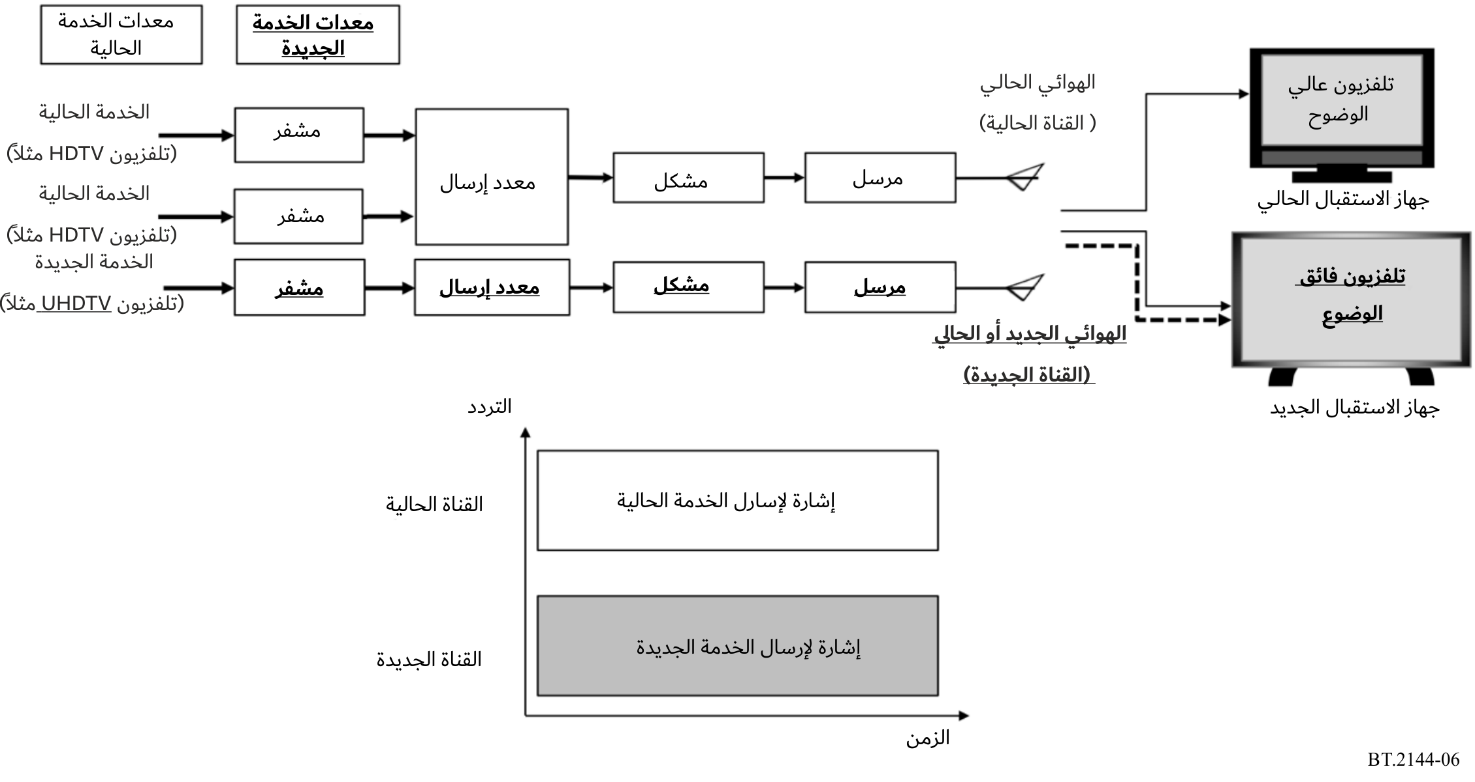 معدات الخدمة
الحالية
معدات الخدمة
الجديدة
الخدمة الحالية
(تلفزيون HDTV مثلاً)
الخدمة الحالية
(تلفزيون HDTV مثلاً)
الخدمة الجديدة
(تلفزيون UHDTV مثلاً)
مشفر
مشفر
مشفر
معدد إرسال
معدد إرسال
مشكل
مشكل
مرسل
مرسل
الهوائي الحالي
(القناة الحالية )
الهوائي الجديد أو الحالي
(القناة الجديدة)
تلفزيون عالي
الوضوح
جهاز الاستقبال الحالي
تلفزيون فائق
الوضوع
جهاز الاستقبال الجديد
التردد
القناة الحالية
إشارة لإسارل الخدمة الحالية
القناة الجديدة
إشارة لإرسال الخدمة الجديدة
الزمن
BT.2144-06